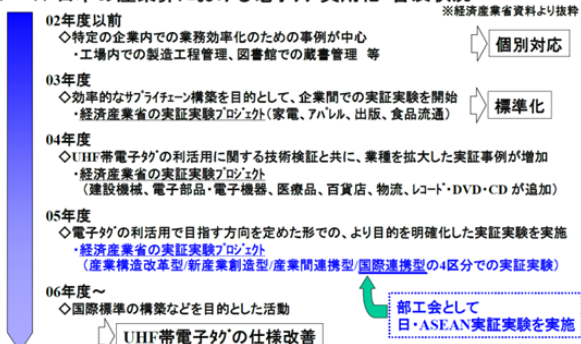 ※経済産業省資料より抜粋
02年度以前
◇特定の企業内での業務効率化のための事例が中心
・工場内での製造工程管理、図書館での蔵書管理 等
個別対応
03年度
◇効率的なｻﾌﾟﾗｲﾁｪｰﾝ構築を目的として、企業間での実証実験を開始
・経済産業省の実証実験ﾌﾟﾛｼﾞｪｸﾄ(家電、ｱﾊﾟﾚﾙ、出版、食品流通)
標準化
04年度
◇UHF帯電子ﾀｸﾞの利活用に関する技術検証と共に、業種を拡大した実証事例が増加
・経済産業省の実証実験ﾌﾟﾛｼﾞｪｸﾄ
(建設機械、電子部品・電子機器、医療品、百貨店、物流、ﾚｺｰﾄﾞ・DVD・CD が追加)
05年度
◇電子ﾀｸﾞの利活用で目指す方向を定めた形での、より目的を明確化した実証実験を実施
・経済産業省の実証実験ﾌﾟﾛｼﾞｪｸﾄ
(産業構造改革型/新産業創造型/産業間連携型/国際連携型の4区分での実証実験)
06年度～
◇国際標準の構築などを目的とした活動
部工会として
日・ASEAN実証実験を実施
UHF帯電子ﾀｸﾞの仕様改善